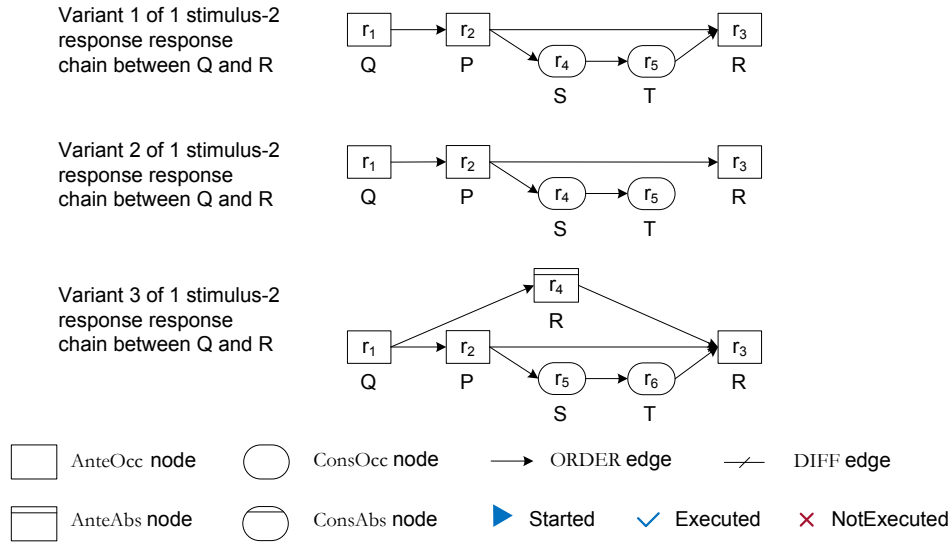 Variant 1 of 1 stimulus-2
response response
chain between Q and R
r1 r2 r3
Q P R
r4 r5
S T
Variant 2 of 1 stimulus-2
response response
chain between Q and R
r1 r2 r3
Q P R
r4 r5
S T
Variant 3 of 1 stimulus-2
response response
chain between Q and R
r4
R
r1 r2 r3
Q P R
r5 r6
S T
AnteOcc node ConsOcc node ORDER edge DIFF edge
AnteAbs node ConsAbs node Started Executed NotExecuted